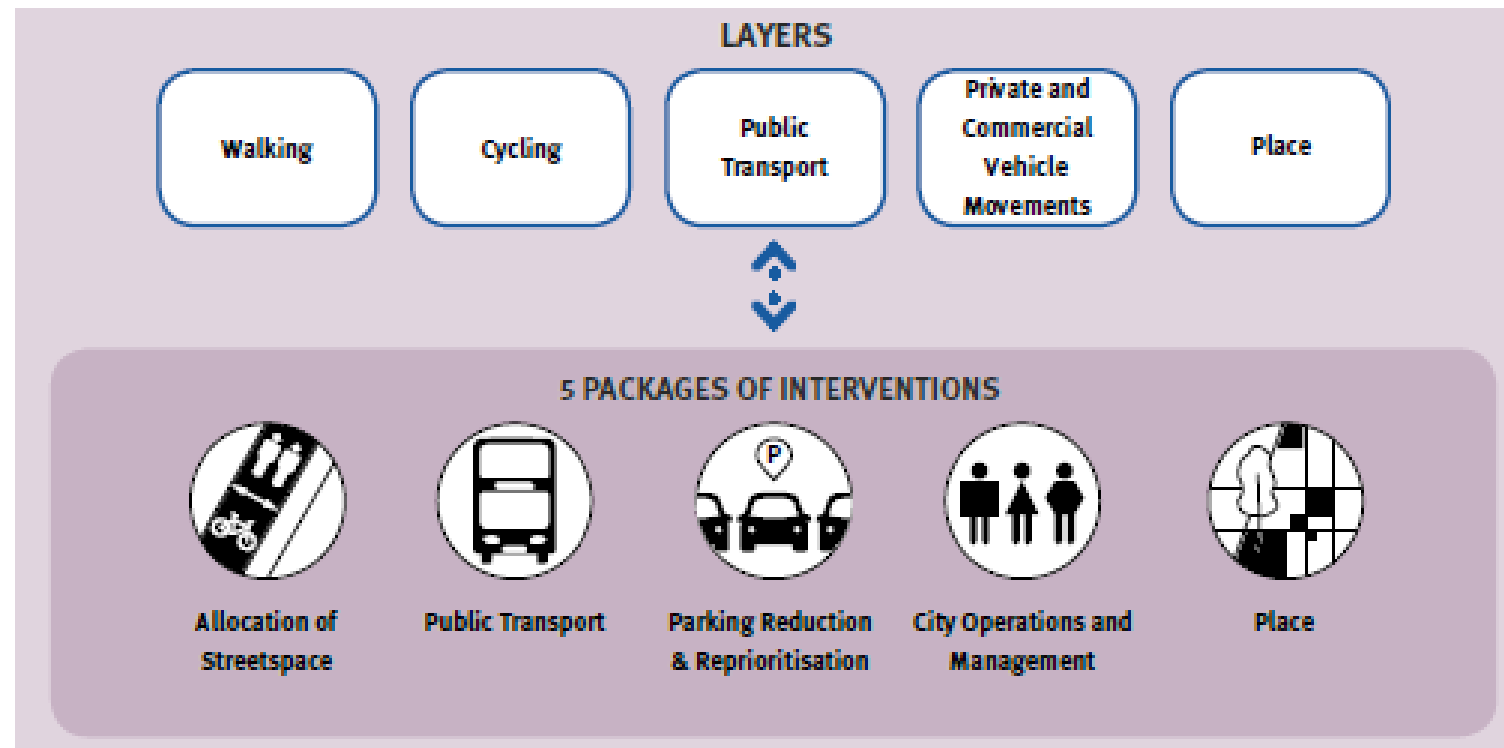 LAYERS
Walking
Cycling
Public
Transport
Private and
Commercial
Vehicle
Movements
Place
5 PACKAGES OF INTERVENTIONS
P
Allocation of
Streetspace
Public Transport
Parking Reduction
& Reprioritisation
City Operations and
Management
Place